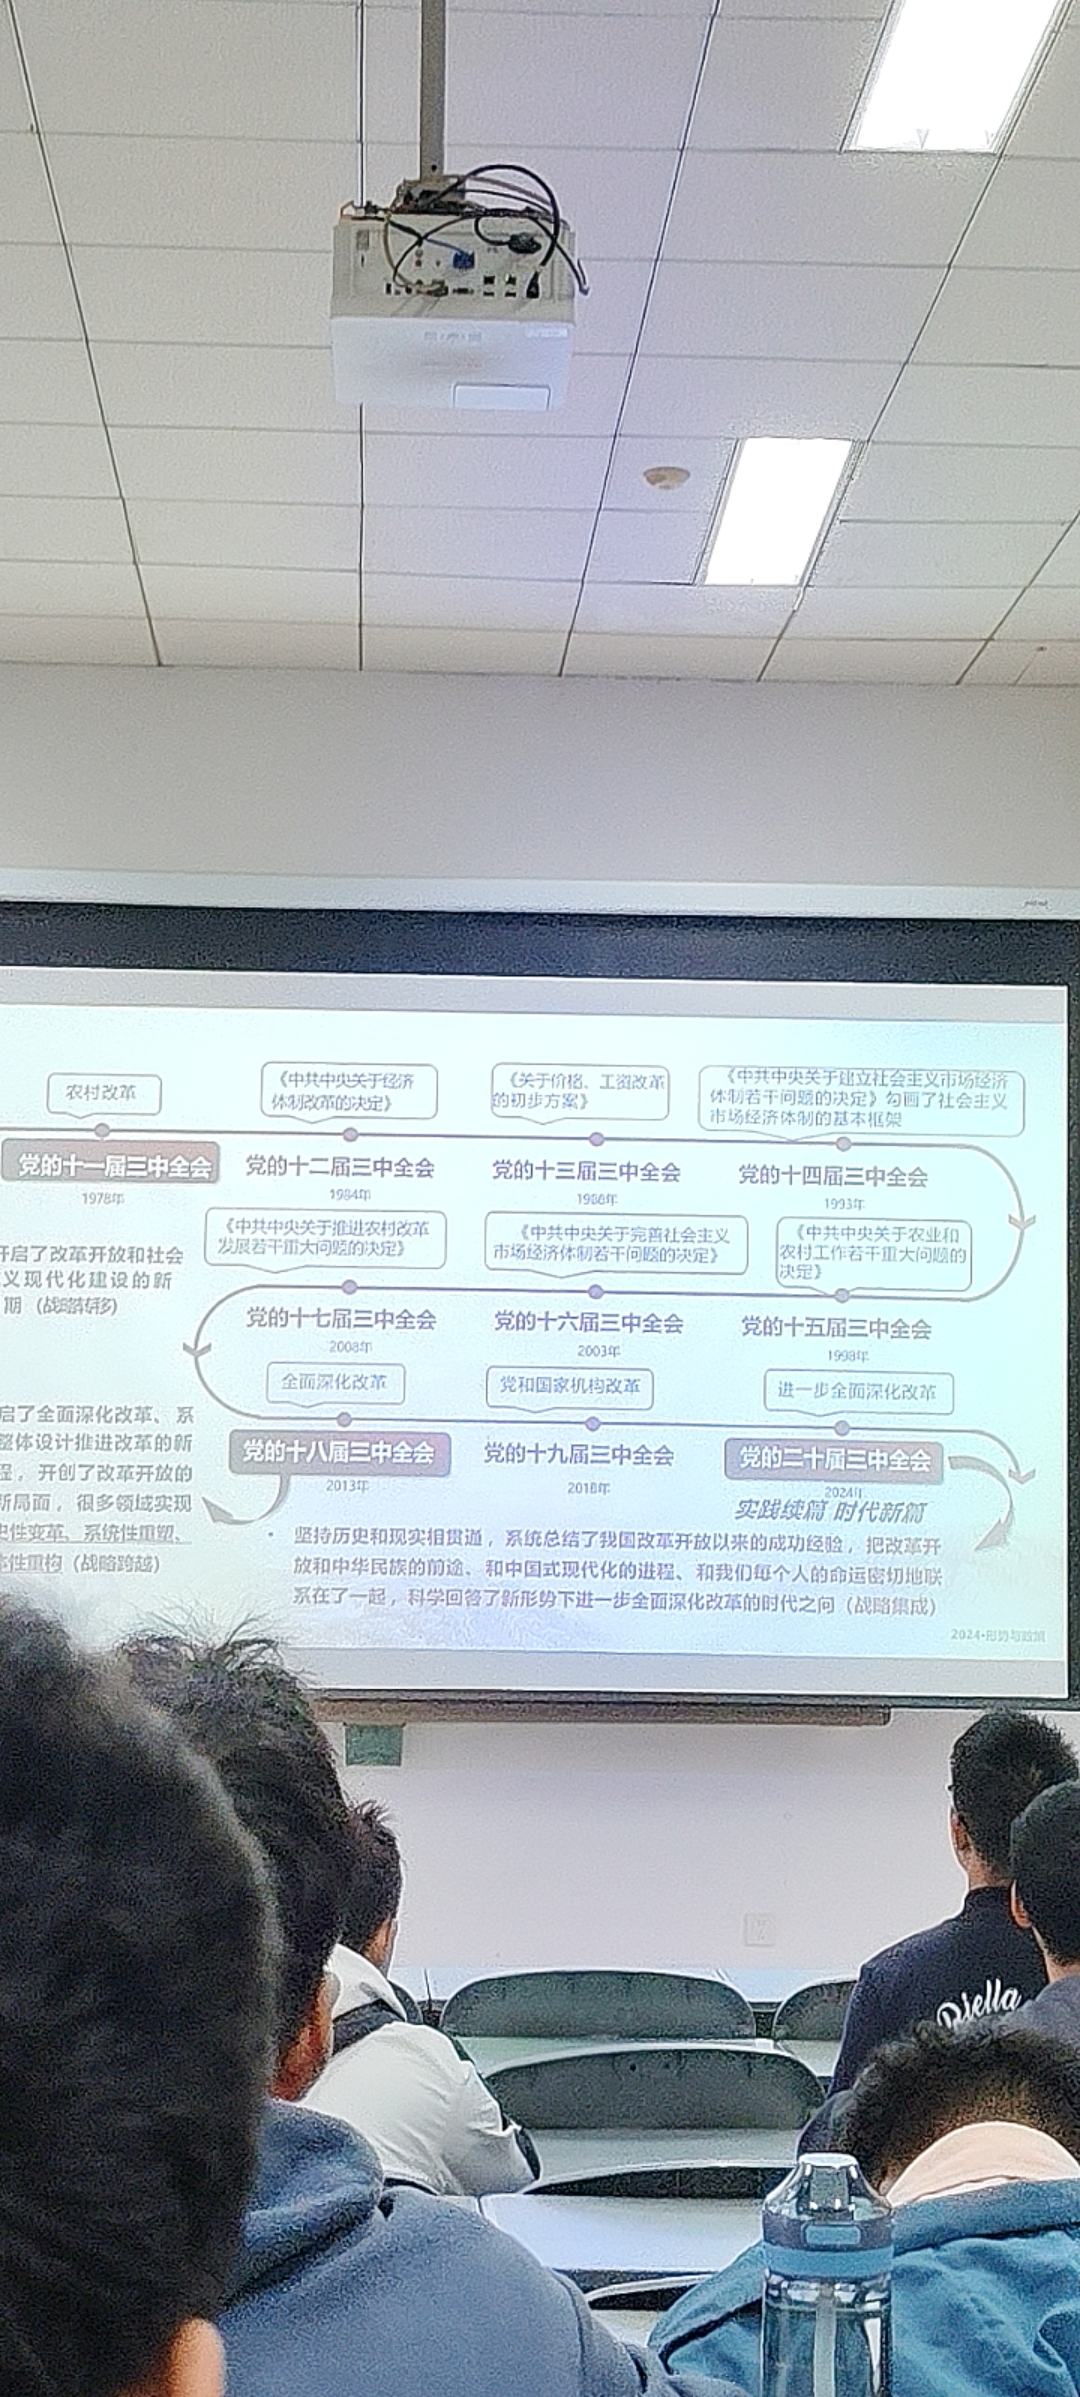 农村改革
《中共中央关于经济
体制改革的决定》
《关于价格、工资改革
的初步方案》
《中共中央关于建立社会主义市场经济
体制若干问题的决定》勾画了社会主义
市场经济体制的基本框架
党的十一届三中全会
党的十二届三中全会
党的十三届三中全会
党的十四届三中全会
1978年
1984年
1988年
1993年
开启了改革开放和社会
义现代化建设的新
期（战略转移）
《中共中央关于推进农村改革
发展若干重大问题的决定》
《中共中央关于完善社会主义
市场经济体制若干问题的决定》
《中共中央关于农业和
农村工作若干重大问题的
决定》
党的十七届三中全会
党的十六届三中全会
党的十五届三中全会
2008年
2003年
1998年
全面深化改革
党和国家机构改革
进一步全面深化改革
党的十八届三中全会
党的十九届三中全会
党的二十届三中全会
2013年
2018年
2024年
实践续篇 时代新篇
启了全面深化改革、系
整体设计推进改革的新
程，开创了改革开放的
新局面，很多领域实现
史性变革、系统性重塑、
体性重构（战略跨越）
• 坚持历史和现实相贯通，系统总结了我国改革开放以来的成功经验，把改革开
放和中华民族的前途、和中国式现代化的进程、和我们每个人的命运密切地联
系在了一起，科学回答了新形势下进一步全面深化改革的时代之问（战略集成）
2024·形势与政策